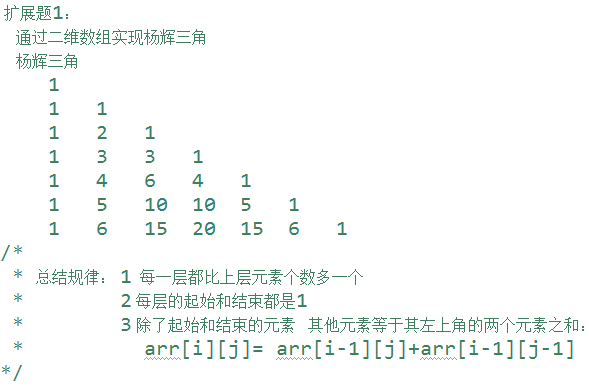 扩展题1:
通过二维数组实现杨辉三角
杨辉三角
1
1 1
1 2 1
1 3 3 1
1 4 6 4 1
1 5 10 10 5 1
1 6 15 20 15 6 1
/*
* 总结规律: 1 每一层都比上层元素个数多一个
* 2 每层的起始和结束都是1
* 3 除了起始和结束的元素 其他元素等于其左上角的两个元素之和:
* arr[i][j]= arr[i-1][j]+arr[i-1][j-1]
*/